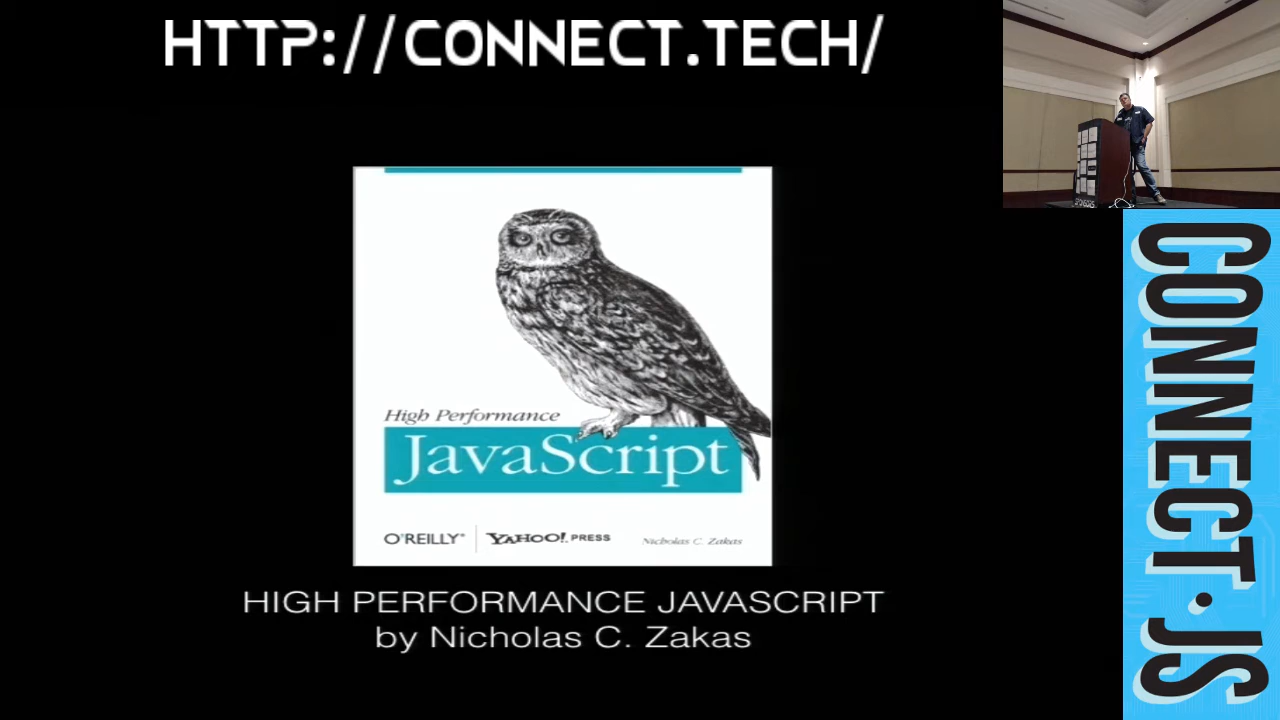 HTTP://CONNECT.TECH/
High Performance
JavaScript
O'REILLY®
YAHOO! PRESS
Nicholas C. Zakas
HIGH PERFORMANCE JAVASCRIPT
by Nicholas C. Zakas
SPONSORS
CONNECT.JS